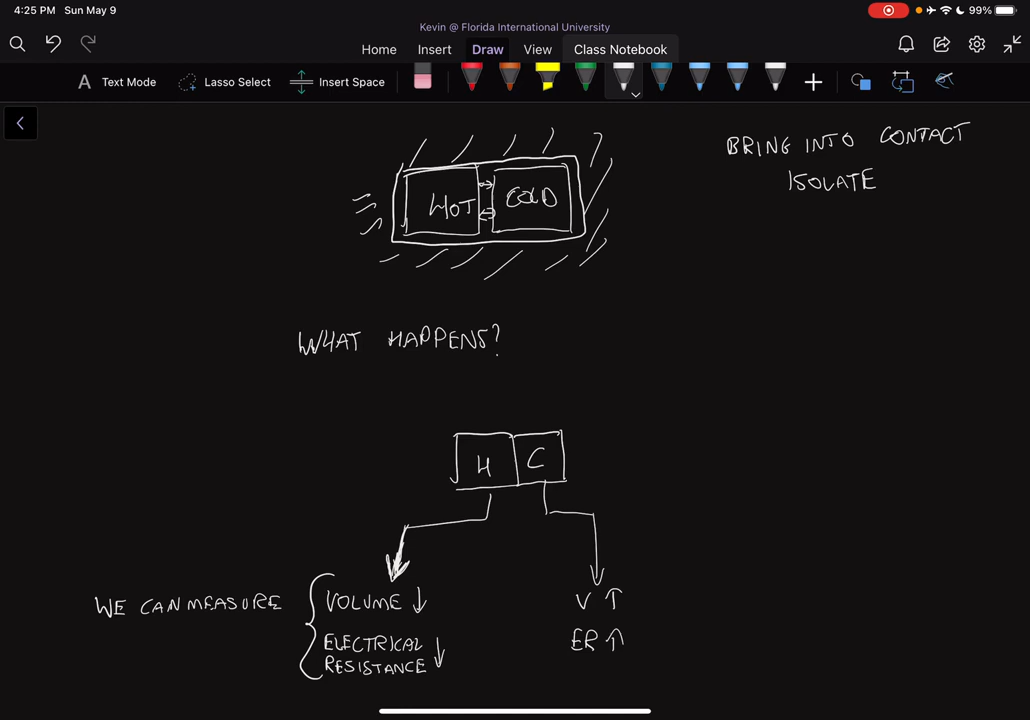 4:25 PM Sun May 9
99%
Kevin @ Florida International University
Home Insert Draw View Class Notebook
A Text Mode Lasso Select Insert Space
BRING INTO CONTACT
ISOLATE
HOT COLD
WHAT HAPPENS?
H C
WE CAN MEASURE
VOLUME ↓ V ↑
ELECTRICAL
RESISTANCE ↓ ER ↑